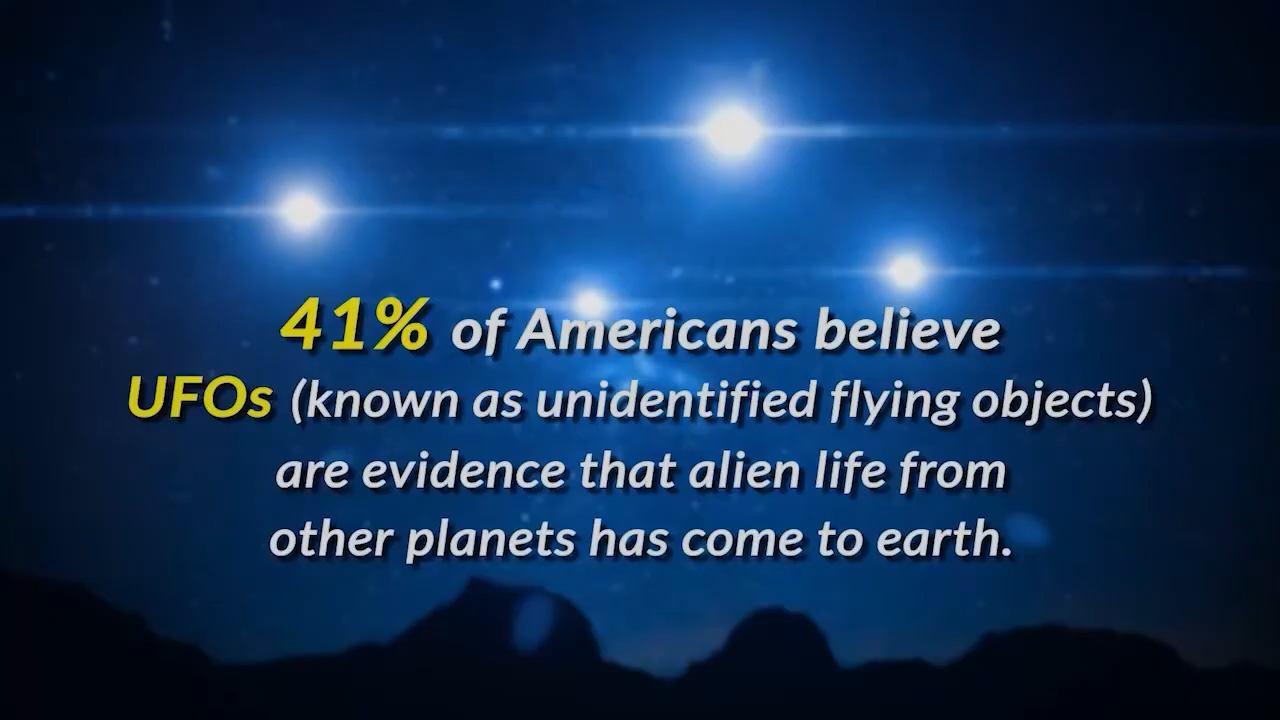 41% of Americans believe
UFOs (known as unidentified flying objects)
are evidence that alien life from
other planets has come to earth.